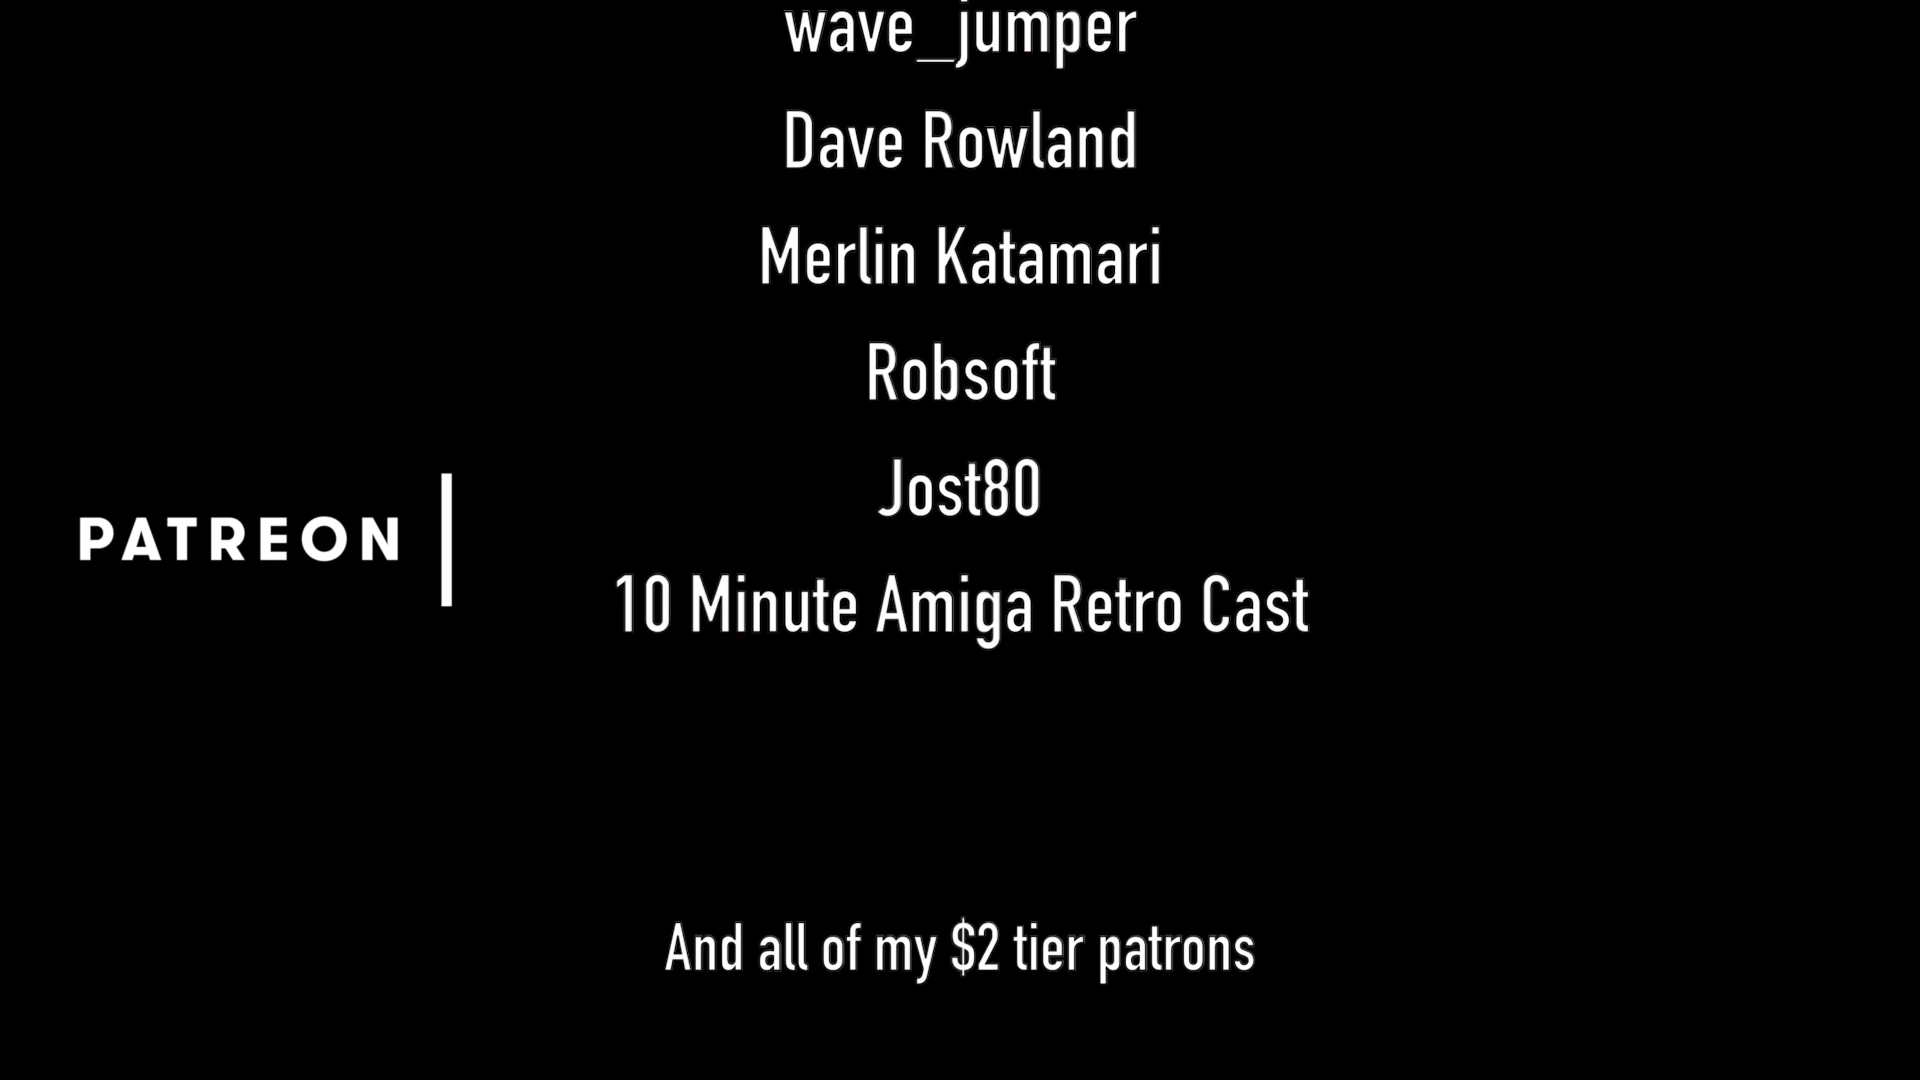 wave_jumper
Dave Rowland
Merlin Katamari
Robsoft
Jost80
PATREON
10 Minute Amiga Retro Cast
And all of my $2 tier patrons